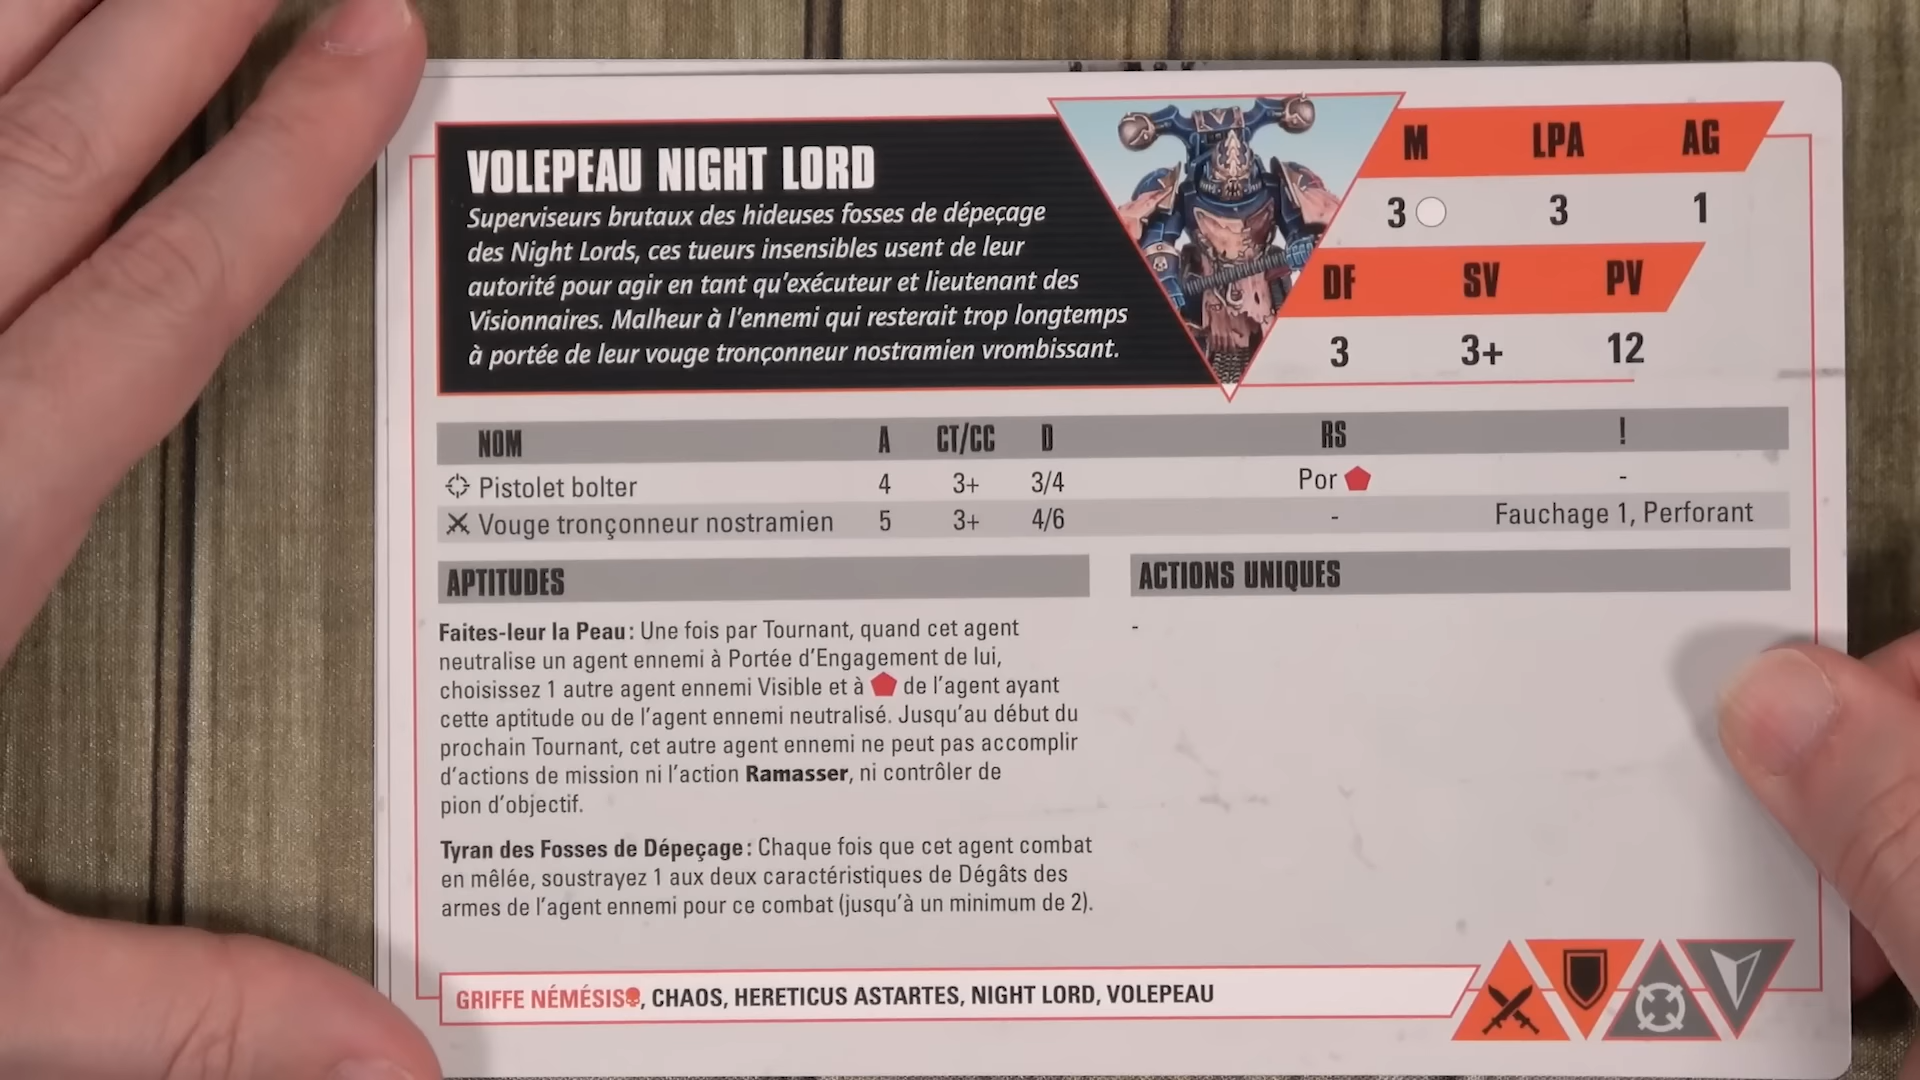 VOLEPEAU NIGHT LORD
Superviseurs brutaux des hideuses fosses de dépeçage
des Night Lords, ces tueurs insensibles usent de leur
autorité pour agir en tant qu'exécuteur et lieutenant des
Visionnaires. Malheur à l'ennemi qui resterait trop longtemps
à portée de leur vouge tronçonneur nostramien vrombissant.
M LPA AG
3 3 1
DF SV PV
3 3+ 12
NOM A CT/CC D RS !
Pistolet bolter 4 3+ 3/4 Por -
Vouge tronçonneur nostramien 5 3+ 4/6 - Fauchage 1, Perforant
APTITUDES
Faites-leur la Peau : Une fois par Tournant, quand cet agent
neutralise un agent ennemi à Portée d'Engagement de lui,
choisissez 1 autre agent ennemi Visible et à de l'agent ayant
cette aptitude ou de l'agent ennemi neutralisé. Jusqu'au début du
prochain Tournant, cet autre agent ennemi ne peut pas accomplir
d'actions de mission ni l'action Ramasser, ni contrôler de
pion d'objectif.
Tyran des Fosses de Dépeçage : Chaque fois que cet agent combat
en mêlée, soustrayez 1 aux deux caractéristiques de Dégâts des
armes de l'agent ennemi pour ce combat (jusqu'à un minimum de 2).
ACTIONS UNIQUES
-
GRIFFE NÉMÉSIS, CHAOS, HERETICUS ASTARTES, NIGHT LORD, VOLEPEAU